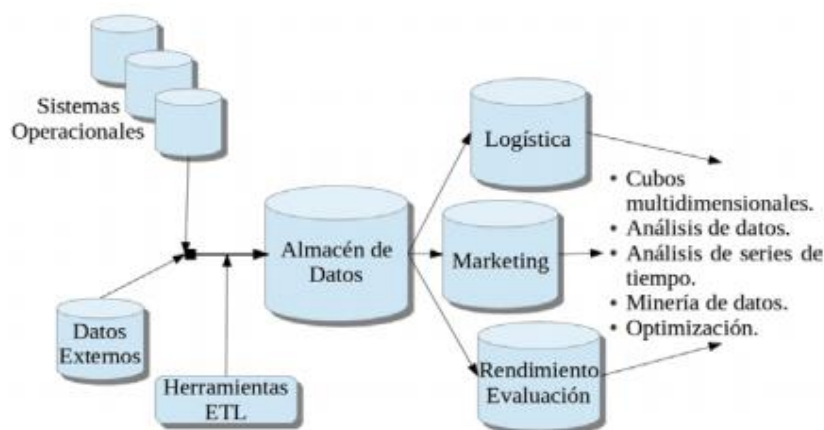 Sistemas
Operacionales
Datos
Externos
Herramientas
ETL
Almacén de
Datos
Logística
Marketing
Rendimiento
Evaluación
• Cubos
multidimensionales.
• Análisis de datos.
• Análisis de series de
tiempo.
• Minería de datos.
• Optimización.